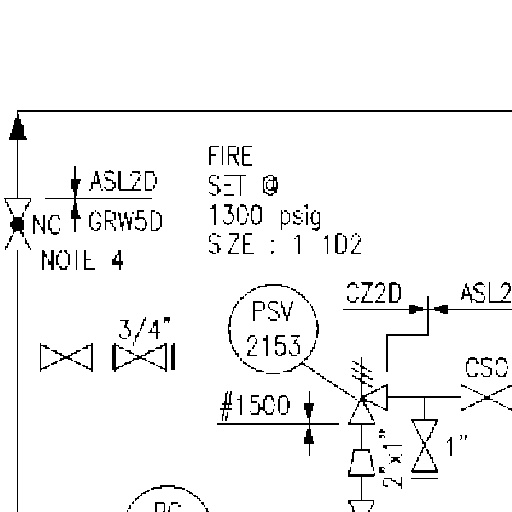 FIRE
SET @
1300 psig
SIZE : 1 1D2
ASL2D
GRW5D
NC
NOTE 4
3/4"
PSV
2153
CZ2D
ASL2
CSO
#1500
1"
2"x1"